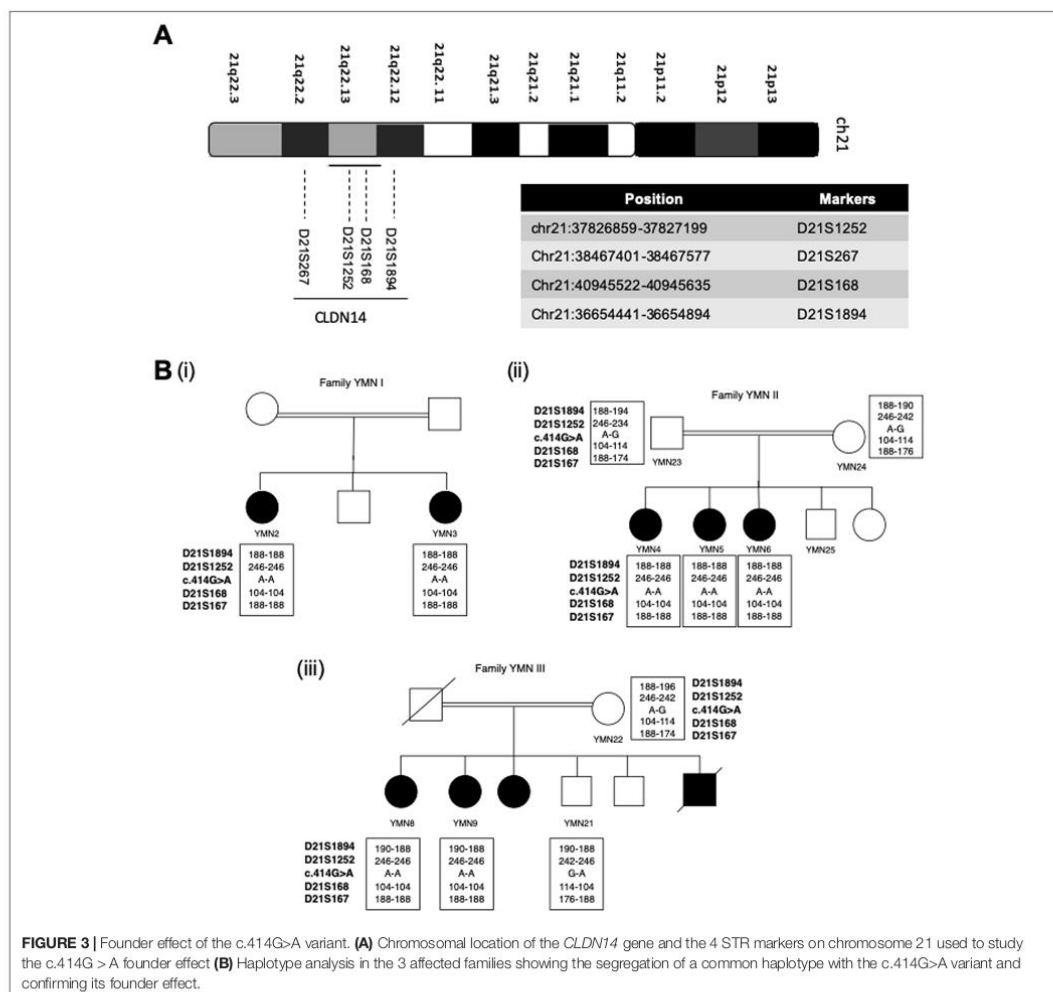 A
21q22.3
21q22.2
21q22.13
21q22.12
21q22.11
21q21.3
21q21.2
21q21.1
21q11.2
21p11.2
21p12
21p13
ch21
D21S267
D21S1252
D21S168
D21S1894
CLDN14
Position Markers
chr21:37826859-37827199 D21S1252
Chr21:38467401-38467577 D21S267
Chr21:40945522-40945635 D21S168
Chr21:36654441-36654894 D21S1894
B (i)
Family YMN I
YMN2 YMN3
D21S1894 188-188 188-188
D21S1252 246-246 246-246
c.414G>A A-A A-A
D21S168 104-104 104-104
D21S167 188-188 188-188
(ii)
Family YMN II
D21S1894 188-194 188-190
D21S1252 246-234 246-242
c.414G>A A-G A-G
D21S168 104-114 104-114
D21S167 188-174 188-176
YMN23 YMN24
YMN4 YMN5 YMN6 YMN25
D21S1894 188-188 188-188 188-188
D21S1252 246-246 246-246 246-246
c.414G>A A-A A-A A-A
D21S168 104-104 104-104 104-104
D21S167 188-188 188-188 188-188
(iii)
Family YMN III
188-196 D21S1894
246-242 D21S1252
A-G c.414G>A
104-114 D21S168
188-174 D21S167
YMN22
YMN8 YMN9 YMN21
D21S1894 190-188 190-188 190-188
D21S1252 246-246 246-246 242-246
c.414G>A A-A A-A G-A
D21S168 104-104 104-104 114-104
D21S167 188-188 188-188 176-188
FIGURE 3 | Founder effect of the c.414G>A variant. (A) Chromosomal location of the CLDN14 gene and the 4 STR markers on chromosome 21 used to study
the c.414G > A founder effect (B) Haplotype analysis in the 3 affected families showing the segregation of a common haplotype with the c.414G>A variant and
confirming its founder effect.